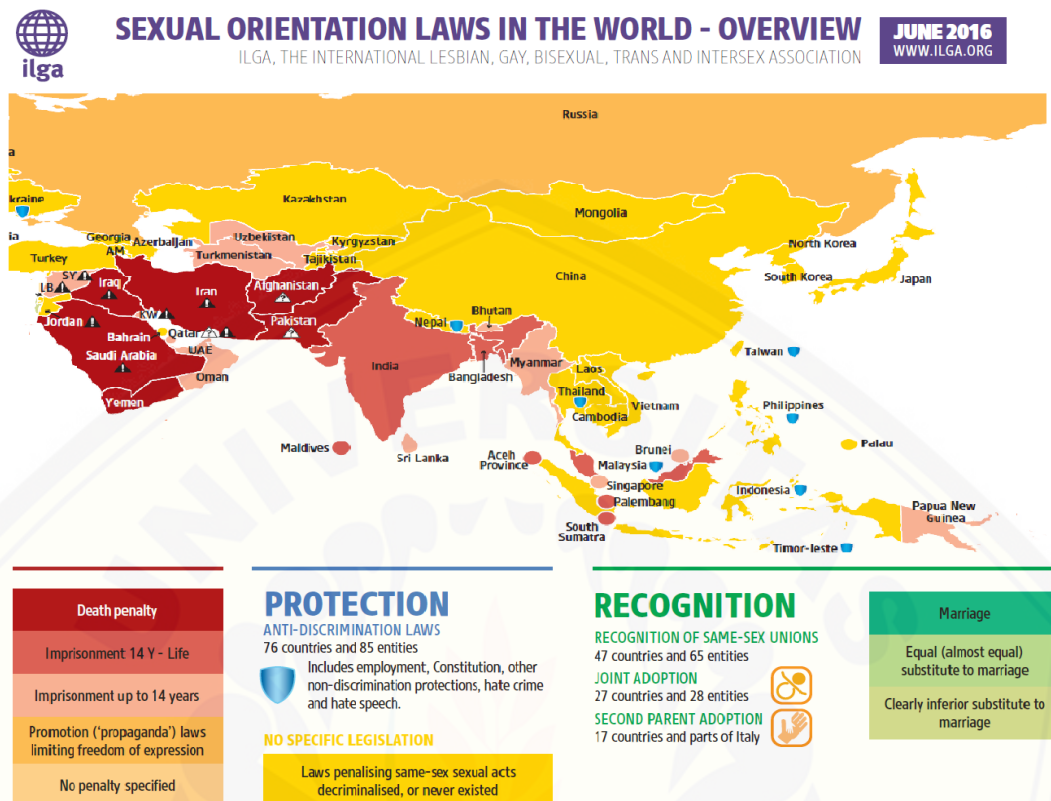 ilga
SEXUAL ORIENTATION LAWS IN THE WORLD - OVERVIEW
ILGA, THE INTERNATIONAL LESBIAN, GAY, BISEXUAL, TRANS AND INTERSEX ASSOCIATION
JUNE 2016
WWW.ILGA.ORG
Russia
a
kraine
ia
Kazakhstan
Mongolia
Georgia
Azerbaijan
Uzbekistan
Kyrgyzstan
North Korea
AM
Turkey
Turkmenistan
Tajikistan
SY
LB
Iraq
Iran
Afghanistan
China
South Korea
Japan
Jordan
KW
Pakistan
Nepal
Bhutan
Bahrain
Qatar
Saudi Arabia
UAE
Oman
Yemen
India
Bangladesh
Myanmar
Laos
Thailand
Cambodia
Vietnam
Taiwan
Philippines
Palau
Maldives
Sri Lanka
Aceh
Province
Brunei
Malaysia
Singapore
Palembang
South
Sumatra
Indonesia
Papua New
Guinea
Timor-leste
UNIVERSITAS
Death penalty
Imprisonment 14 Y - Life
Imprisonment up to 14 years
Promotion ('propaganda') laws
limiting freedom of expression
No penalty specified
PROTECTION
ANTI-DISCRIMINATION LAWS
76 countries and 85 entities
Includes employment, Constitution, other
non-discrimination protections, hate crime
and hate speech.
NO SPECIFIC LEGISLATION
Laws penalising same-sex sexual acts
decriminalised, or never existed
RECOGNITION
RECOGNITION OF SAME-SEX UNIONS
47 countries and 65 entities
JOINT ADOPTION
27 countries and 28 entities
SECOND PARENT ADOPTION
17 countries and parts of Italy
Marriage
Equal (almost equal)
substitute to marriage
Clearly inferior substitute to
marriage